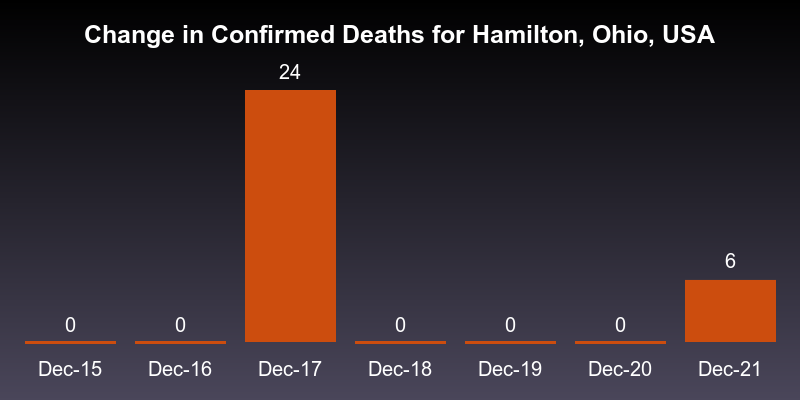 Change in Confirmed Deaths for Hamilton, Ohio, USA
24
6
0 0 0 0 0
Dec-15 Dec-16 Dec-17 Dec-18 Dec-19 Dec-20 Dec-21